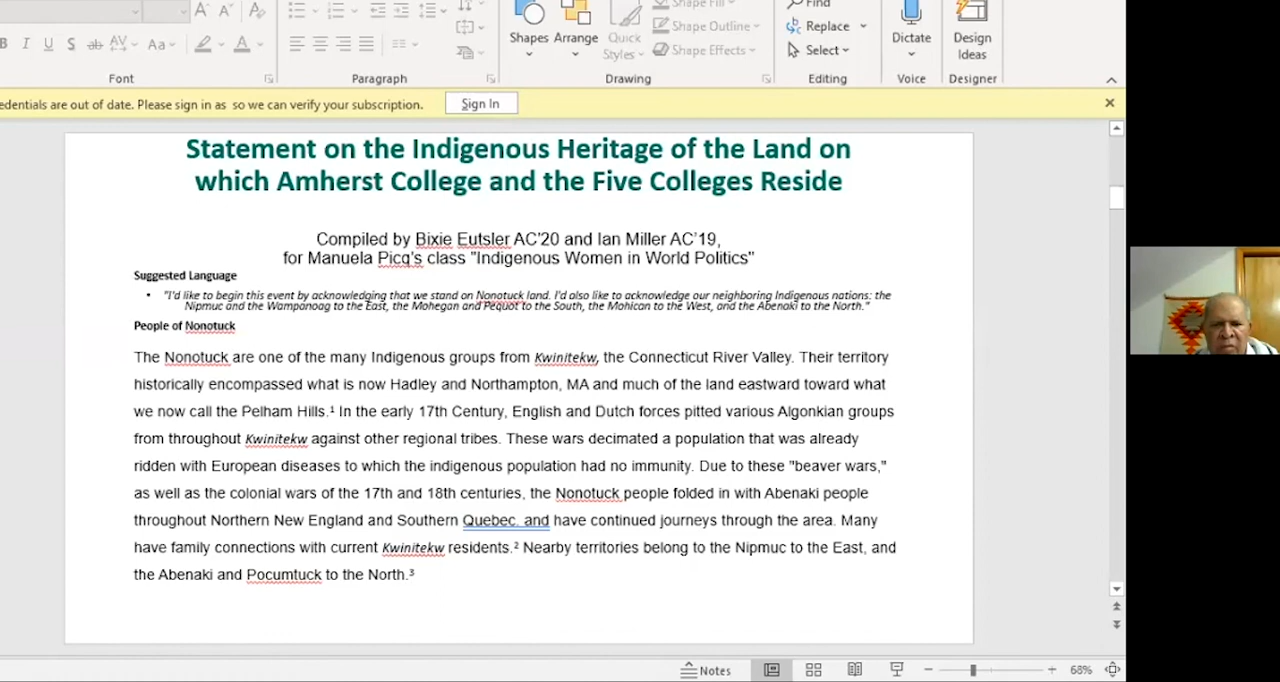 B I U S ab AV Aa A
Font
Paragraph
Shapes
Arrange
Quick Styles
Shape Fill
Shape Outline
Shape Effects
Drawing
Find
Replace
Select
Editing
Dictate
Voice
Design Ideas
Designer
edentials are out of date. Please sign in as so we can verify your subscription. Sign In
Statement on the Indigenous Heritage of the Land on
which Amherst College and the Five Colleges Reside
Compiled by Bixie Eutsler AC'20 and Ian Miller AC'19,
for Manuela Picq's class "Indigenous Women in World Politics"
Suggested Language
• "I'd like to begin this event by acknowledging that we stand on Nonotuck land. I'd also like to acknowledge our neighboring Indigenous nations: the
Nipmuc and the Wampanoag to the East, the Mohegan and Pequot to the South, the Mohican to the West, and the Abenaki to the North."
People of Nonotuck
The Nonotuck are one of the many Indigenous groups from Kwinitekw, the Connecticut River Valley. Their territory
historically encompassed what is now Hadley and Northampton, MA and much of the land eastward toward what
we now call the Pelham Hills.¹ In the early 17th Century, English and Dutch forces pitted various Algonkian groups
from throughout Kwinitekw against other regional tribes. These wars decimated a population that was already
ridden with European diseases to which the indigenous population had no immunity. Due to these "beaver wars,"
as well as the colonial wars of the 17th and 18th centuries, the Nonotuck people folded in with Abenaki people
throughout Northern New England and Southern Quebec, and have continued journeys through the area. Many
have family connections with current Kwinitekw residents.² Nearby territories belong to the Nipmuc to the East, and
the Abenaki and Pocumtuck to the North.³
Notes
68%